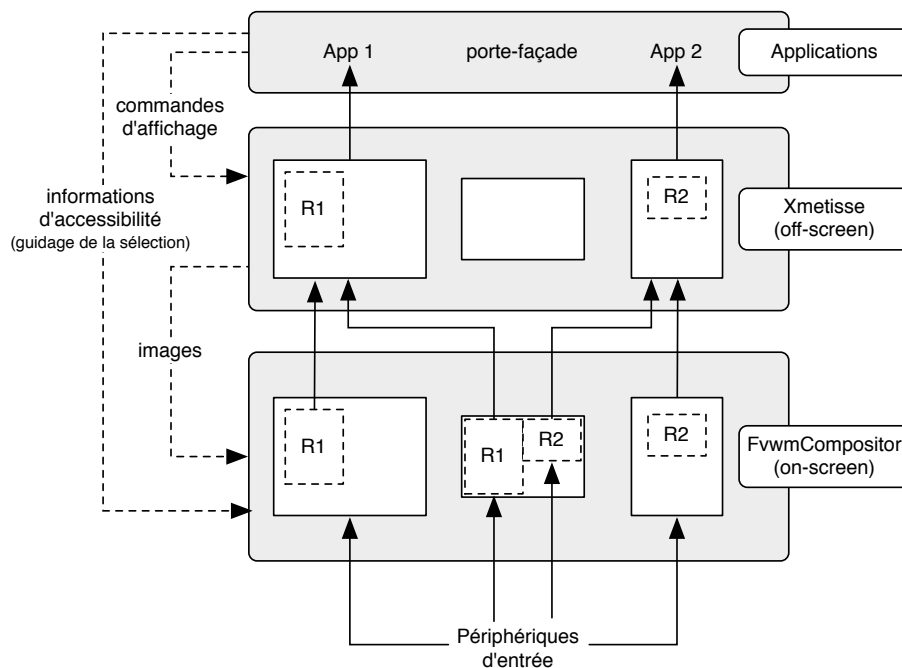 App 1
porte-façade
App 2
Applications
commandes
d'affichage
informations
d'accessibilité
(guidage de la sélection)
R1
R2
Xmetisse
(off-screen)
images
R1
R1
R2
R2
FvwmCompositor
(on-screen)
Périphériques
d'entrée